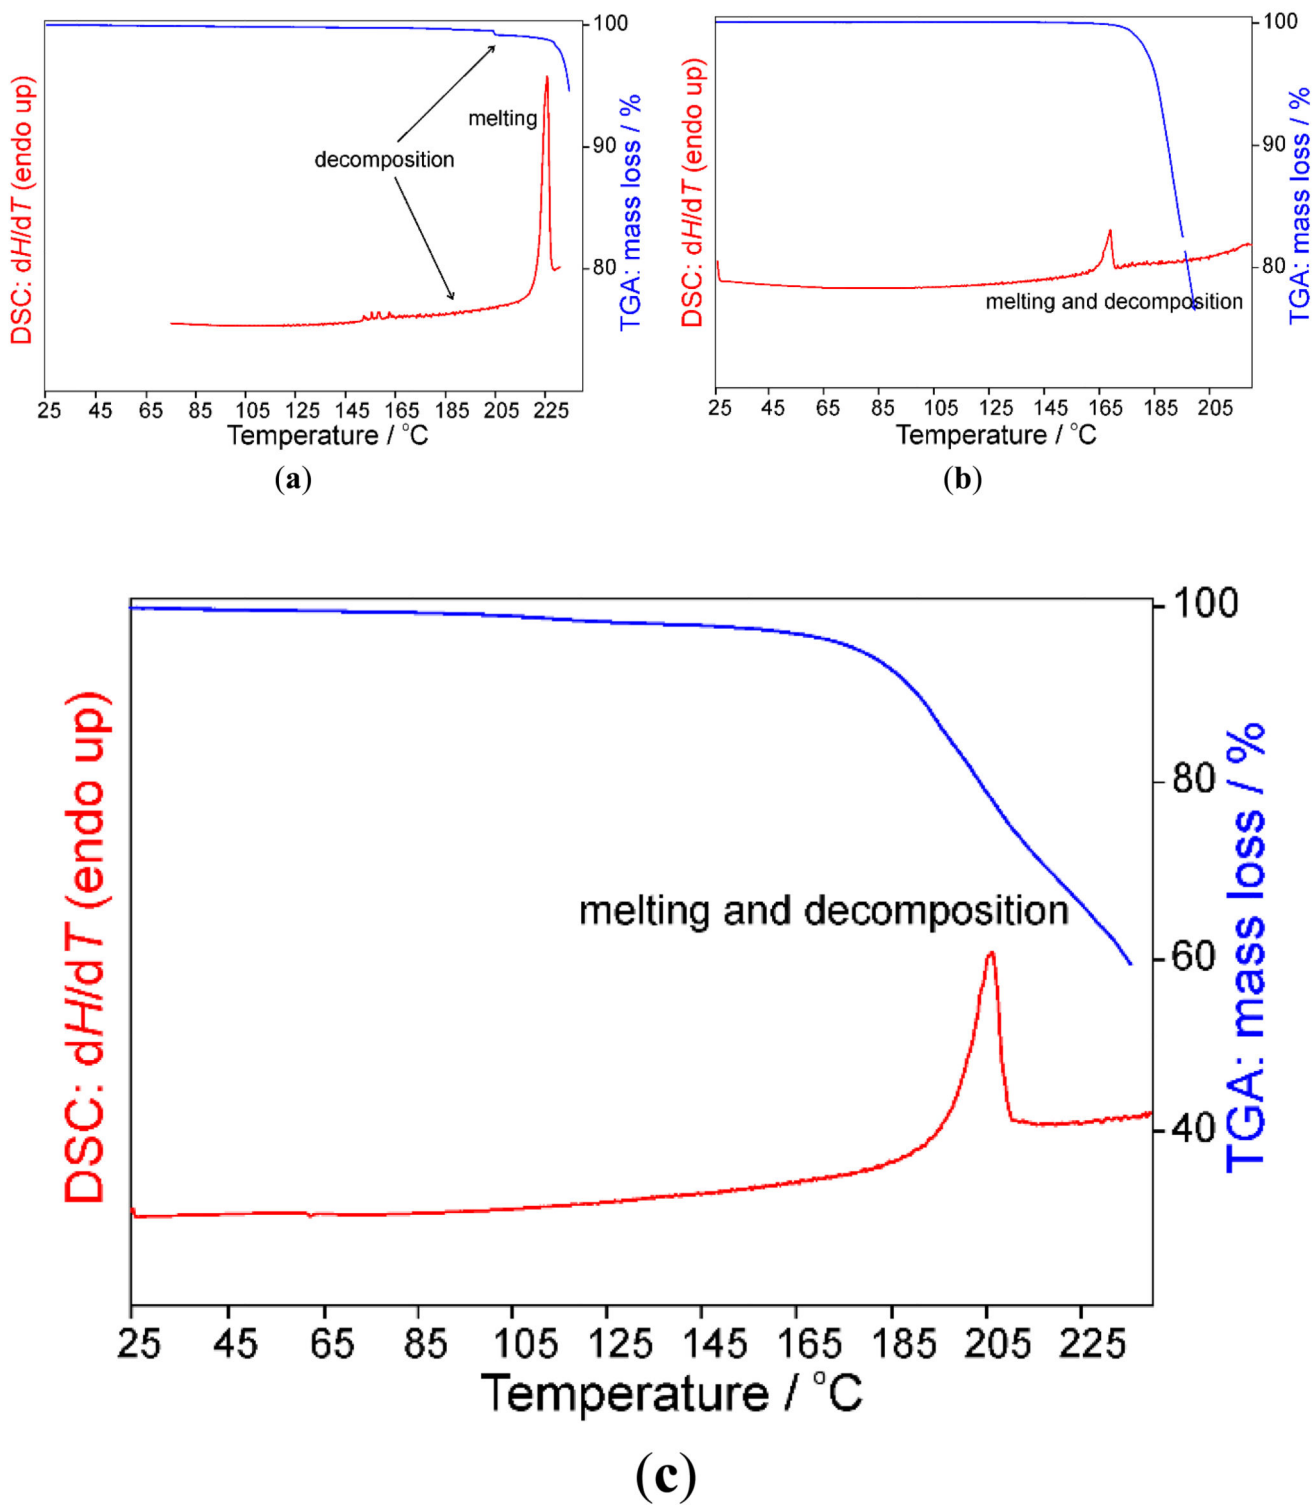 DSC: dH/dT (endo up)
100
90
80
TGA: mass loss / %
melting
decomposition
25 45 65 85 105 125 145 165 185 205 225
Temperature / °C
(a)
DSC: dH/dT (endo up)
100
90
80
TGA: mass loss / %
melting and decomposition
25 45 65 85 105 125 145 165 185 205
Temperature / °C
(b)
DSC: dH/dT (endo up)
100
80
60
40
TGA: mass loss / %
melting and decomposition
25 45 65 85 105 125 145 165 185 205 225
Temperature / °C
(c)